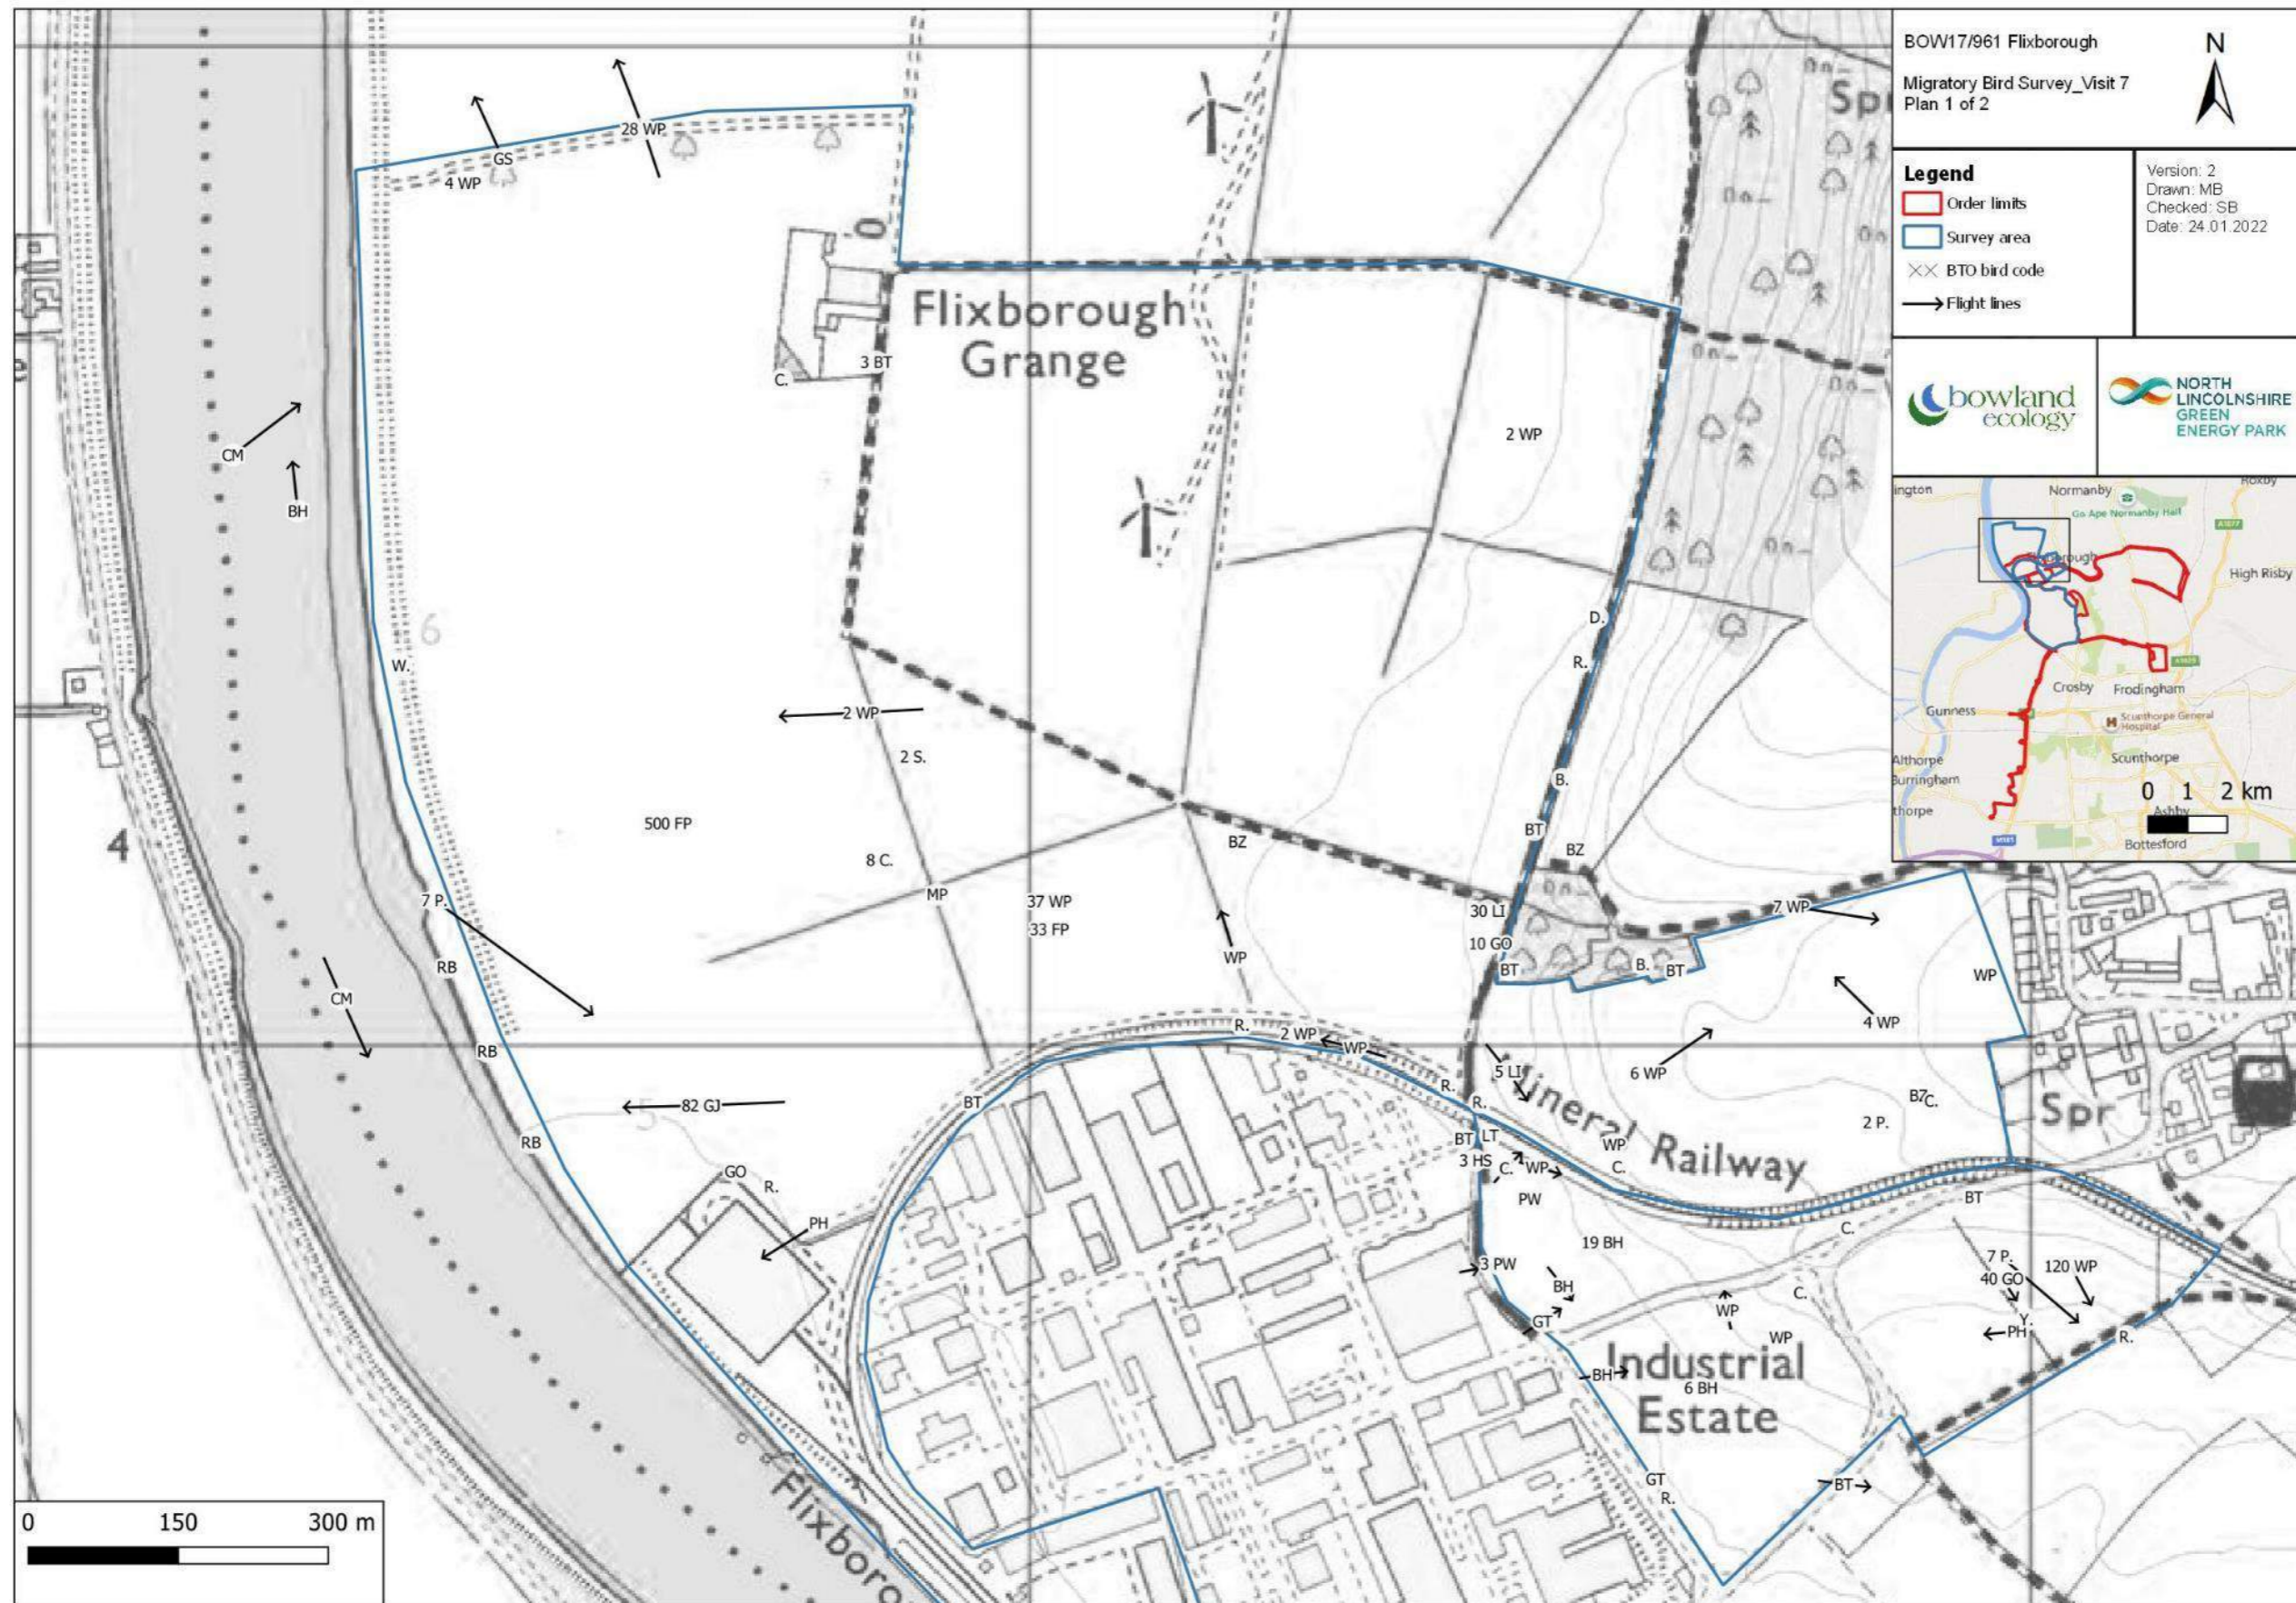 BOW17/961 Flixborough
Migratory Bird Survey_Visit 7
Plan 1 of 2
N
Legend
Order limits
Survey area
×× BTO bird code
Flight lines
Version: 2
Drawn: MB
Checked: SB
Date: 24.01.2022
bowland
ecology
NORTH
LINCOLNSHIRE
GREEN
ENERGY PARK
Normanby
Roxby
Go Ape Normanby Hall
A1077
High Risby
Crosby
Frodingham
Gunness
Scunthorpe General
Hospital
Althorpe
Scunthorpe
Burringham
0 1 2 km
Ashby
Bottesford
28 WP
GS
4 WP
Flixborough
Grange
3 BT
C.
2 WP
CM
BH
D.
6
W.
R.
2 WP
2 S.
B.
500 FP
BT
4
BZ
BZ
8 C.
MP
7 P.
37 WP
30 LI
7 WP
33 FP
10 GO
WP
RB
BT
B.
BT
WP
CM
R.
2 WP
WP
4 WP
RB
5 LI
6 WP
R.
BZ
C.
82 GJ
BT
R.
Spr
5
2 P.
RB
BT
LT
WP
Mineral Railway
3 HS
C.
WP
C.
GO
R.
PW
BT
PH
C.
19 BH
3 PW
7 P.
120 WP
40 GO
BH
C.
GT
WP
WP
Y.
PH
R.
Industrial
Estate
BH
6 BH
GT
R.
BT
0 150 300 m